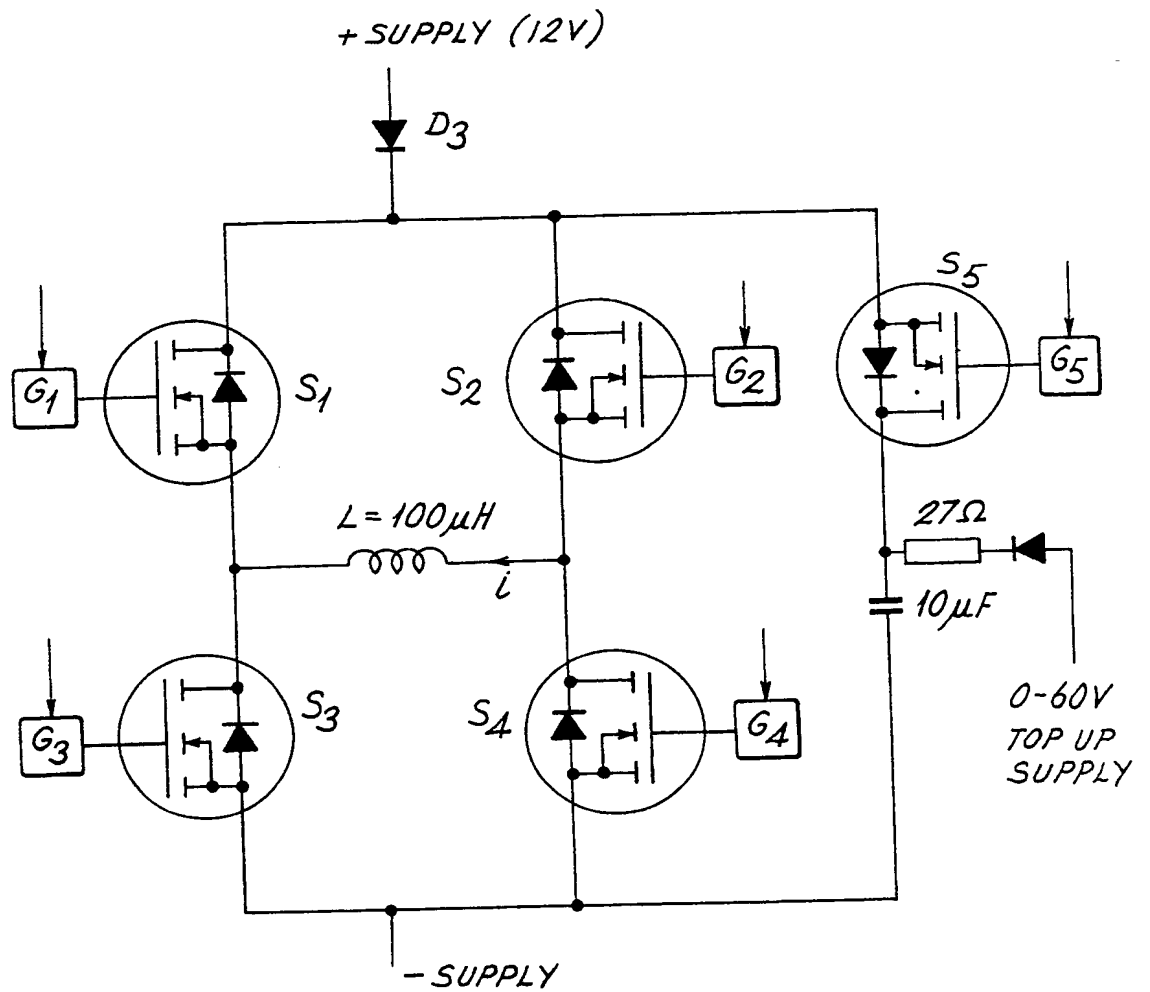 + SUPPLY (12V)
D3
S5
G1
S1
S2
G2
G5
L = 100μH
i
27Ω
10μF
G3
S3
S4
G4
0-60V
TOP UP
SUPPLY
- SUPPLY